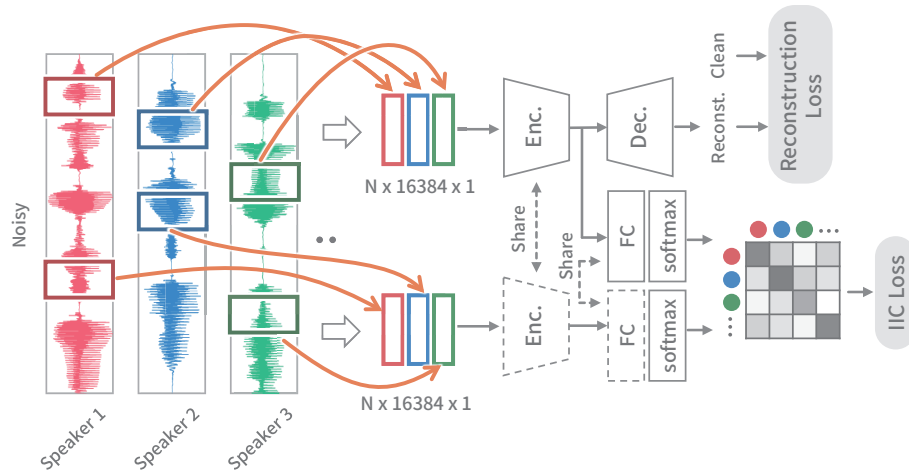 Noisy
Speaker 1
Speaker 2
Speaker 3
N x 16384 x 1
N x 16384 x 1
Enc.
Dec.
Reconst.
Clean
Reconstruction
Loss
Share
Share
FC
softmax
Enc.
FC
softmax
IIC Loss